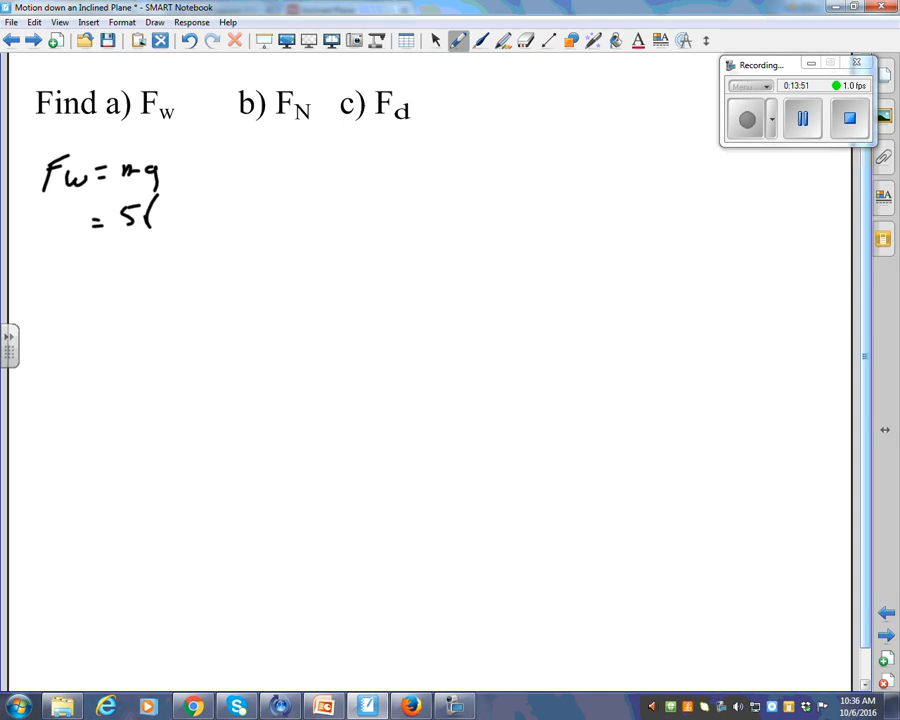 Motion down an Inclined Plane * - SMART Notebook
File Edit View Insert Format Draw Response Help
Recording...
Menu 0:13:51 1.0 fps
Find a) Fw b) FN c) Fd
Fw = mg
= 5(
10:36 AM
10/6/2016